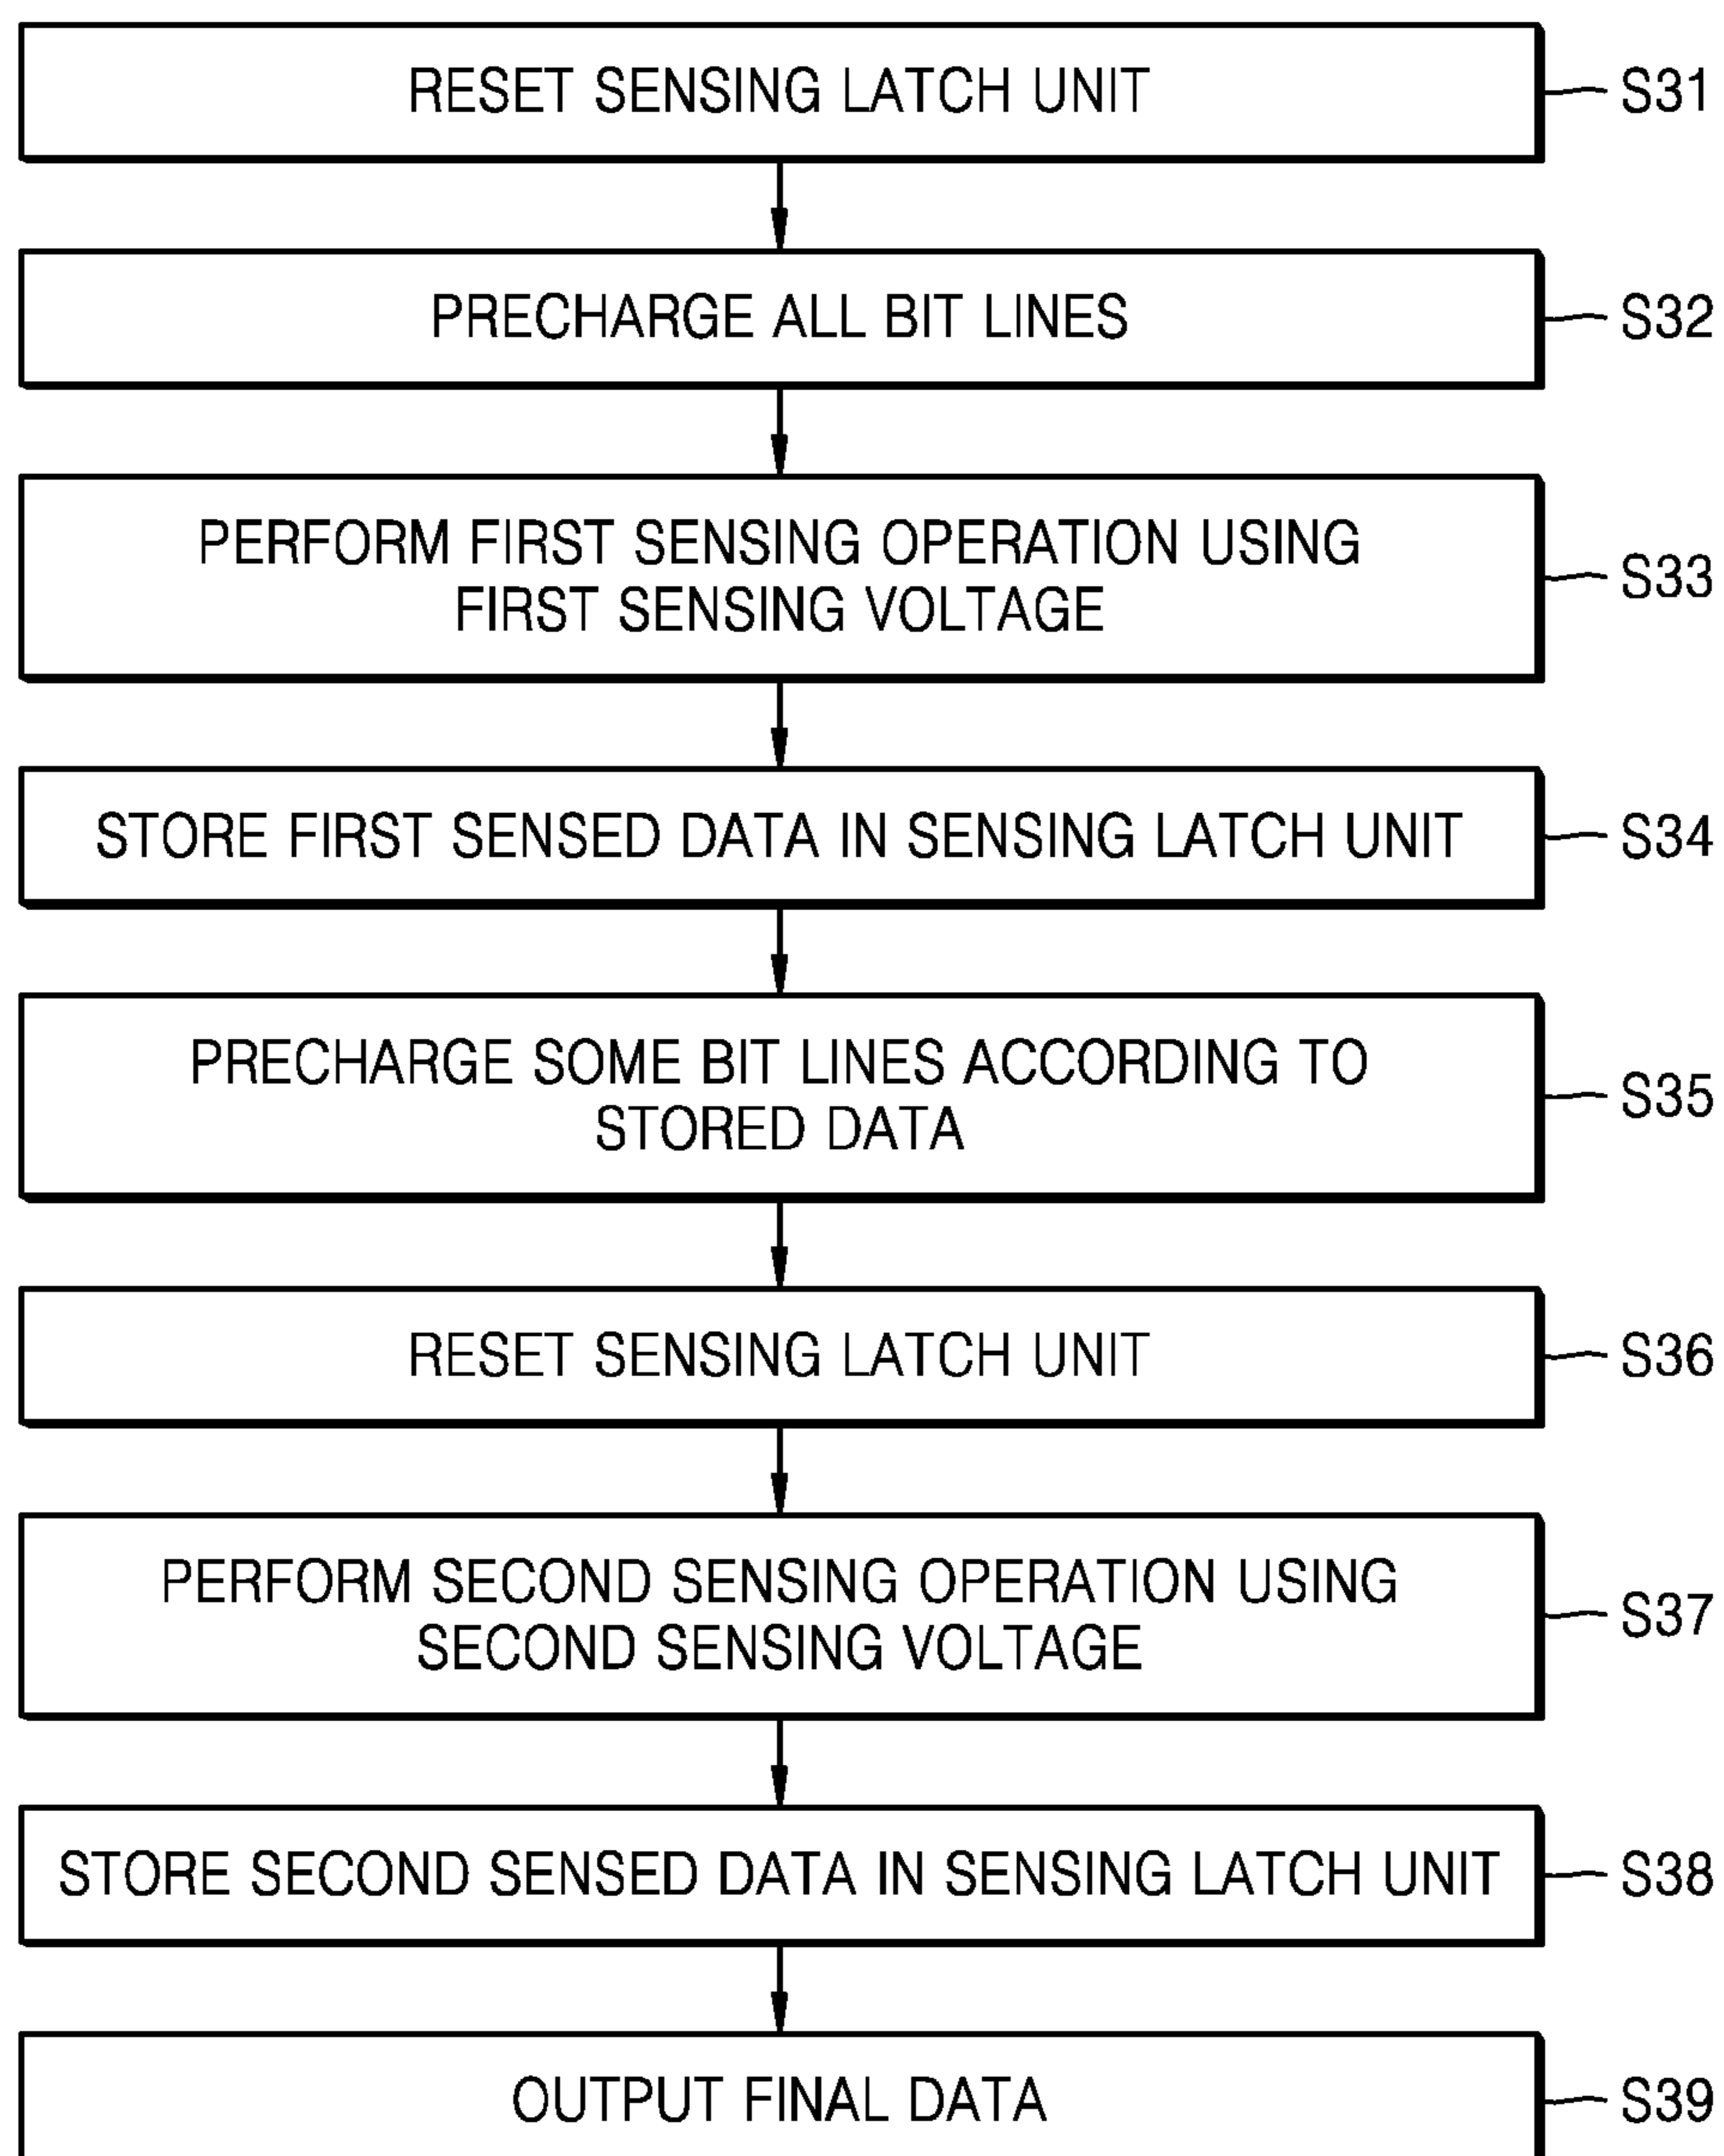 RESET SENSING LATCH UNIT
S31
PRECHARGE ALL BIT LINES
S32
PERFORM FIRST SENSING OPERATION USING
FIRST SENSING VOLTAGE
S33
STORE FIRST SENSED DATA IN SENSING LATCH UNIT
S34
PRECHARGE SOME BIT LINES ACCORDING TO
STORED DATA
S35
RESET SENSING LATCH UNIT
S36
PERFORM SECOND SENSING OPERATION USING
SECOND SENSING VOLTAGE
S37
STORE SECOND SENSED DATA IN SENSING LATCH UNIT
S38
OUTPUT FINAL DATA
S39